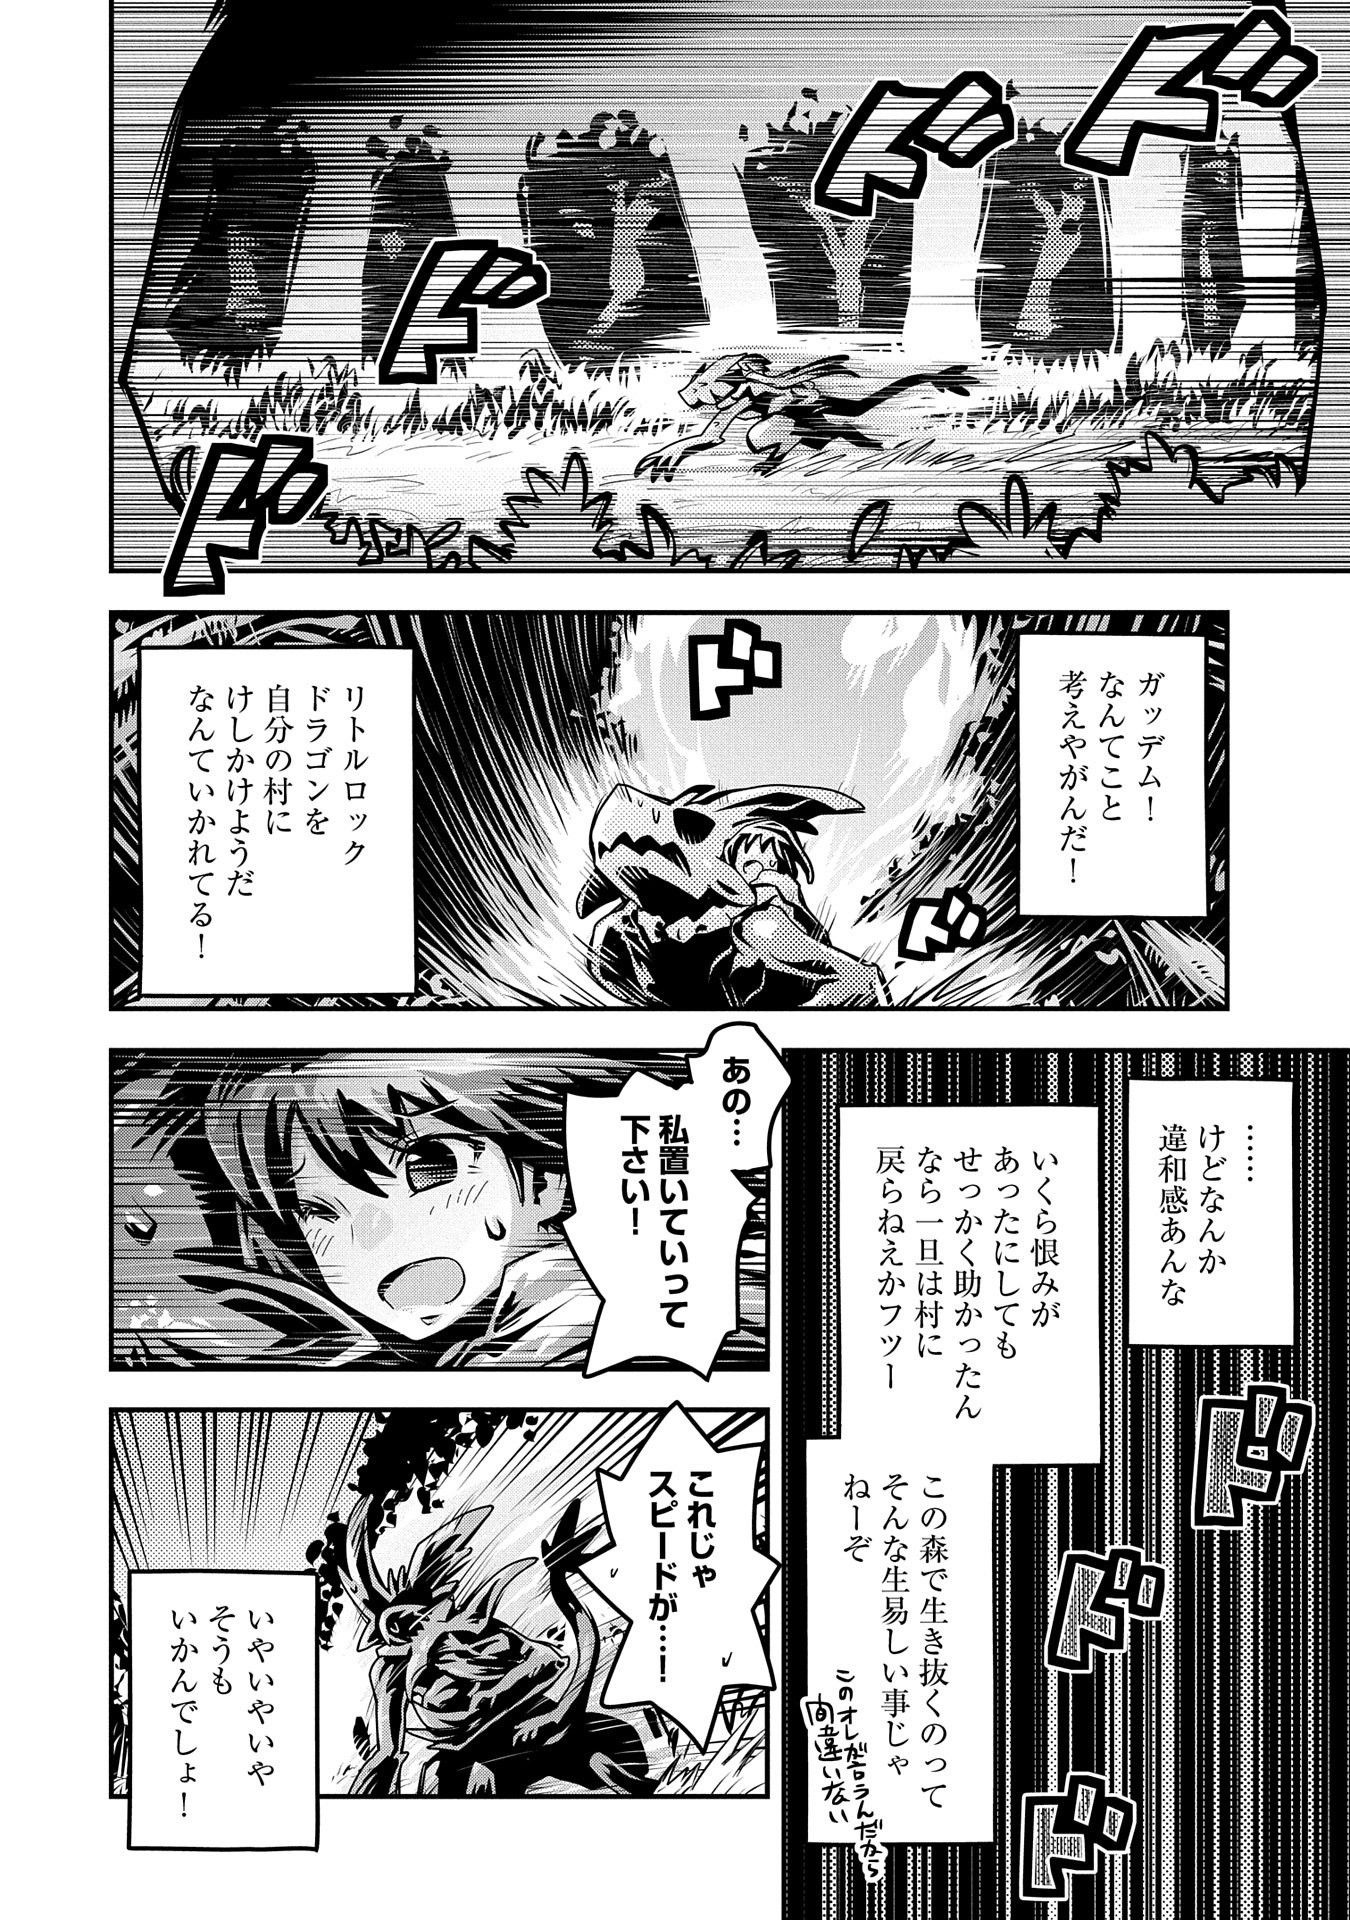 ド
ド
ド
ド
ガッデム！
なんてこと
考えやがんだ！
ド
ド
リトルロック
ドラゴンを
自分の村に
けしかけようだ
なんていかれてる！
……
けどなんか
違和感あんな
いくら恨みが
あったにしても
せっかく助かったん
なら一旦は村に
戻らねえかフツー
この森で生き抜くのって
そんな生易しい事じゃ
ねーぞ
このオレが言うんだから
間違いない
ド
ド
ド
あの…
私置いていって
下さい！
これじゃ
スピードが……！
いやいやいや
そうも
いかんでしょ！